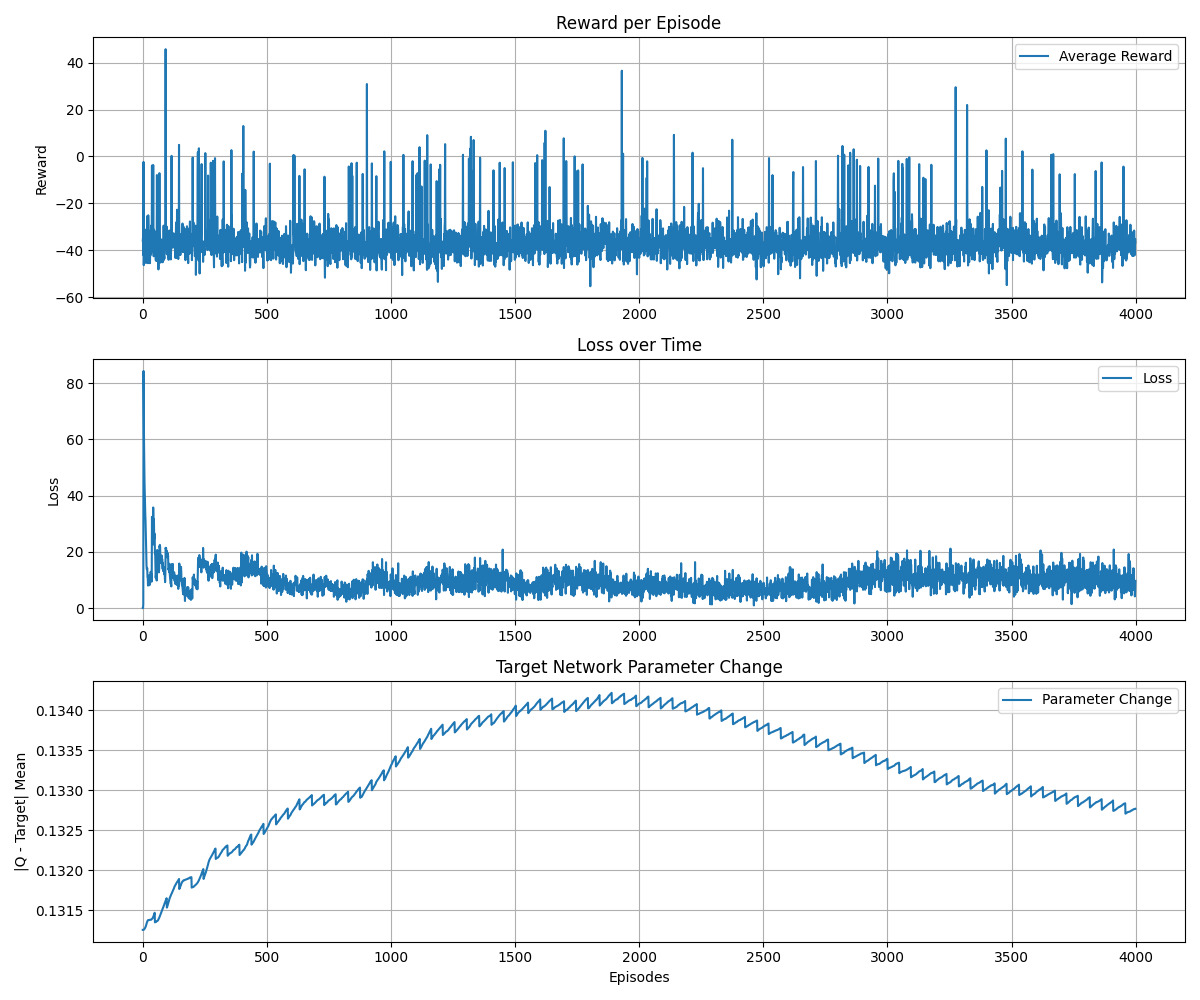 Reward per Episode
Average Reward
Reward
40
20
0
−20
−40
−60
0 500 1000 1500 2000 2500 3000 3500 4000
Loss over Time
Loss
Loss
80
60
40
20
0
0 500 1000 1500 2000 2500 3000 3500 4000
Target Network Parameter Change
Parameter Change
|Q - Target| Mean
0.1340
0.1335
0.1330
0.1325
0.1320
0.1315
0 500 1000 1500 2000 2500 3000 3500 4000
Episodes